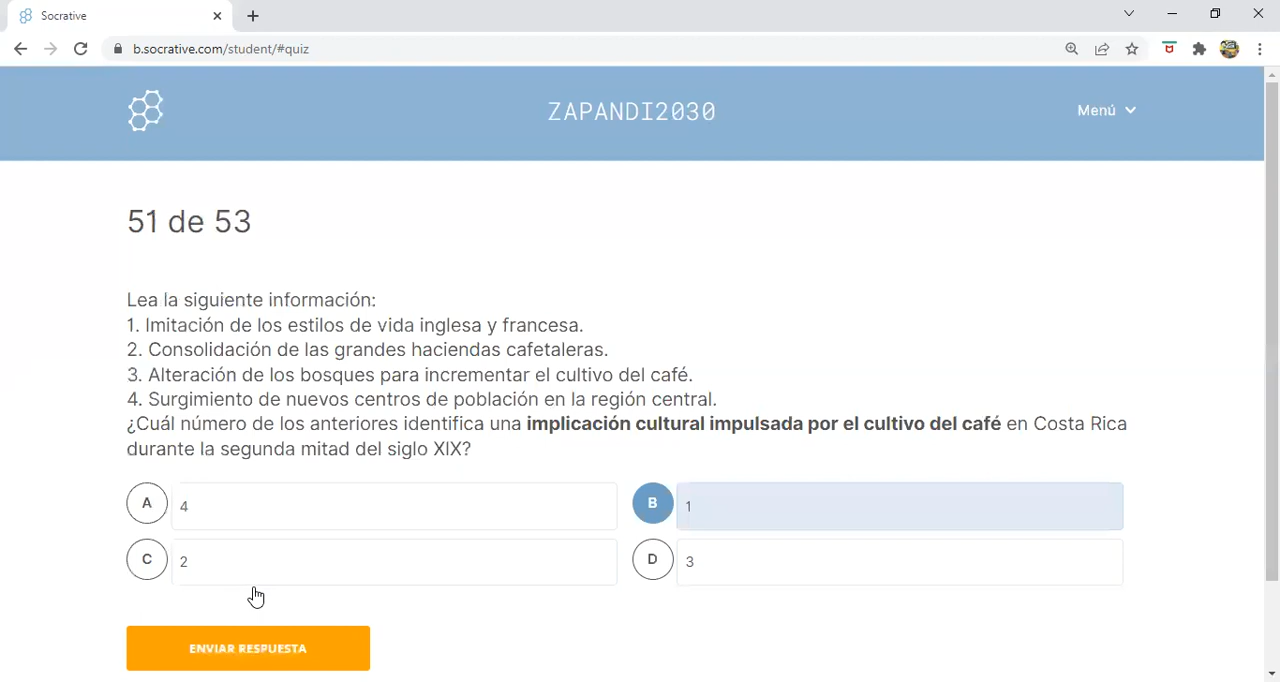 Socrative
b.socrative.com/student/#quiz
ZAPANDI2030
Menú
51 de 53
Lea la siguiente información:
1. Imitación de los estilos de vida inglesa y francesa.
2. Consolidación de las grandes haciendas cafetaleras.
3. Alteración de los bosques para incrementar el cultivo del café.
4. Surgimiento de nuevos centros de población en la región central.
¿Cuál número de los anteriores identifica una implicación cultural impulsada por el cultivo del café en Costa Rica
durante la segunda mitad del siglo XIX?
A 4
B 1
C 2
D 3
ENVIAR RESPUESTA